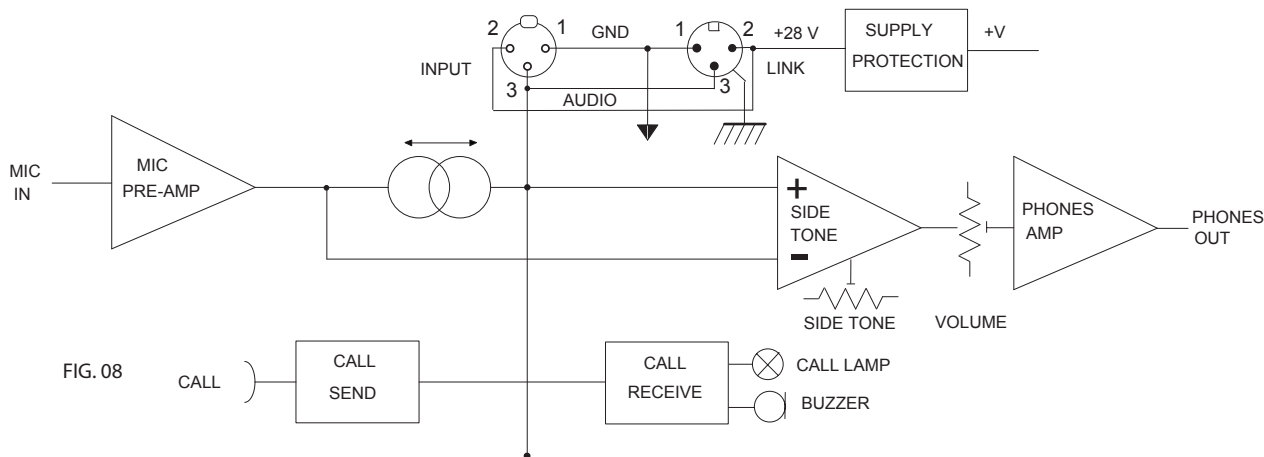 2 1 GND 1 2 +28 V SUPPLY PROTECTION +V
INPUT 3 AUDIO 3 LINK
MIC IN
MIC PRE-AMP
+
SIDE TONE
-
SIDE TONE
VOLUME
PHONES AMP
PHONES OUT
FIG. 08
CALL
CALL SEND
CALL RECEIVE
CALL LAMP
BUZZER